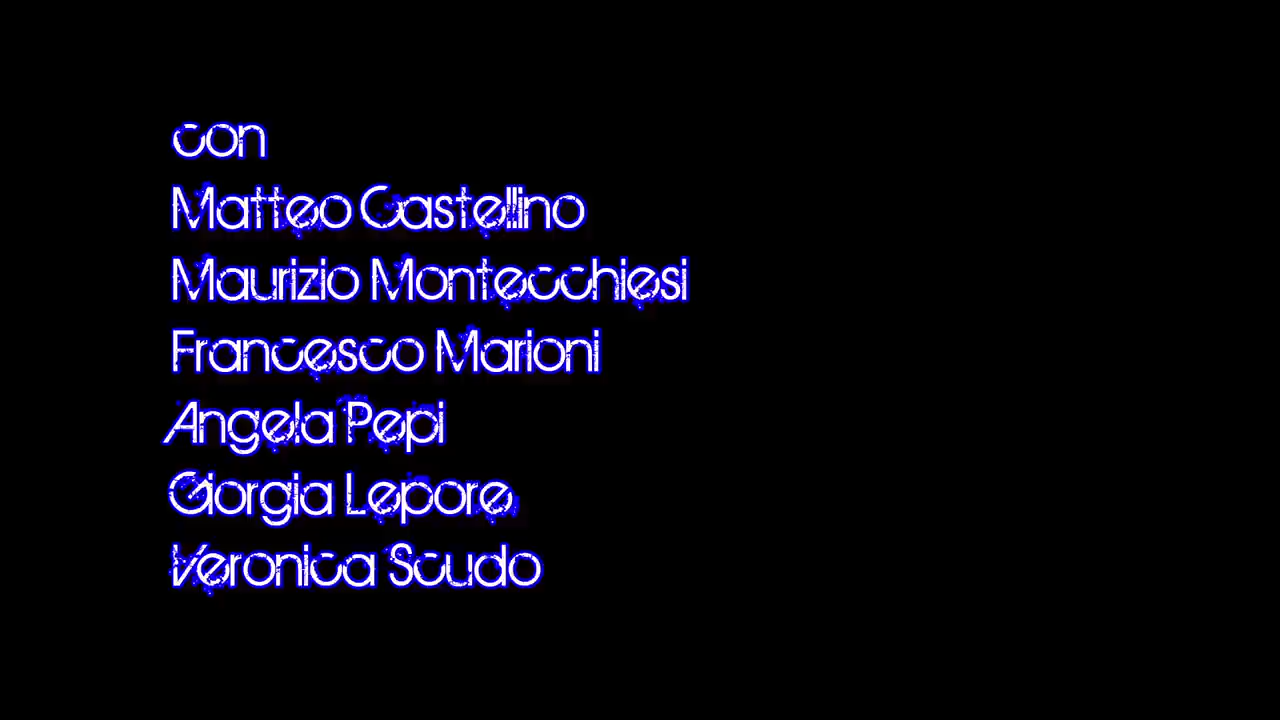 con
Matteo Castellino
Maurizio Montecchiesi
Francesco Marioni
Angela Pepi
Giorgia Lepore
Veronica Scudo